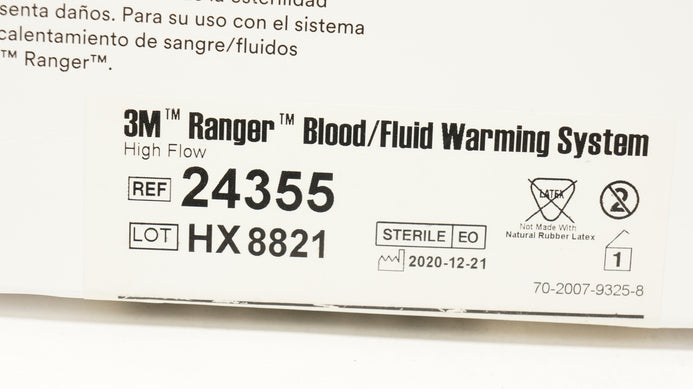 senta daños. Para su uso con el sistema
calentamiento de sangre/fluidos
™ Ranger™.
3M™ Ranger™ Blood/Fluid Warming System
High Flow
REF 24355
LOT HX8821
STERILE EO
2020-12-21
LATEX
Not Made With
Natural Rubber Latex
2
1
70-2007-9325-8